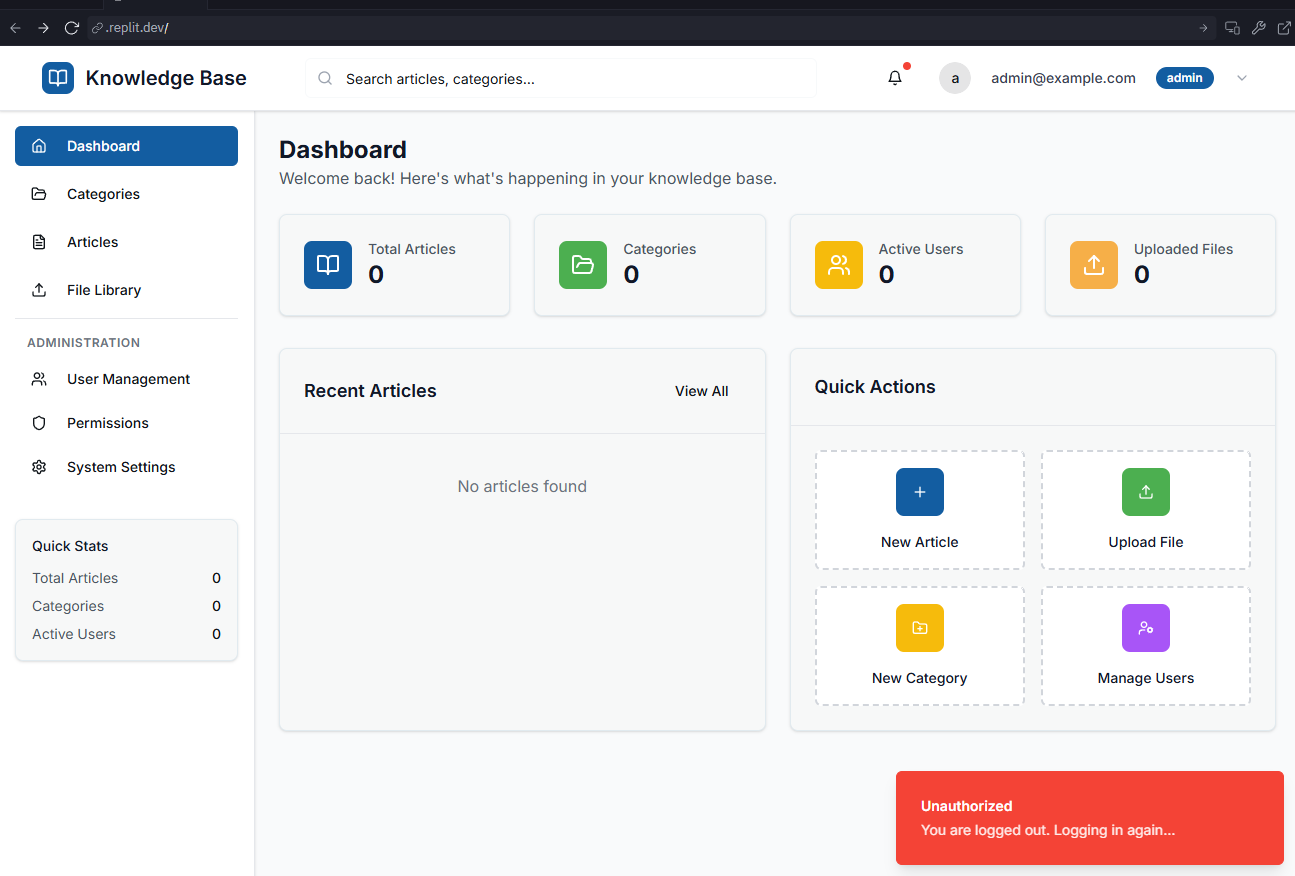 .replit.dev/
Knowledge Base
Search articles, categories...
a
admin@example.com
admin
Dashboard
Categories
Articles
File Library
ADMINISTRATION
User Management
Permissions
System Settings
Quick Stats
Total Articles 0
Categories 0
Active Users 0
Dashboard
Welcome back! Here's what's happening in your knowledge base.
Total Articles
0
Categories
0
Active Users
0
Uploaded Files
0
Recent Articles
View All
No articles found
Quick Actions
New Article
Upload File
New Category
Manage Users
Unauthorized
You are logged out. Logging in again...